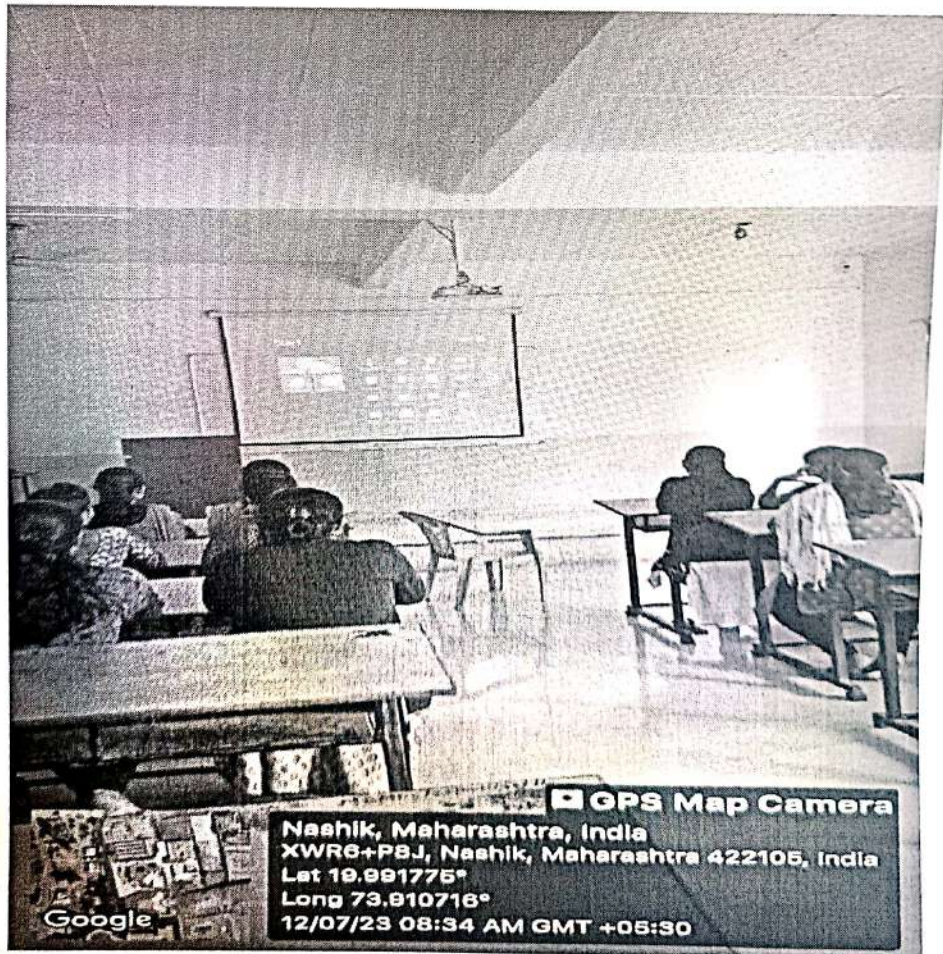 GPS Map Camera
Nashik, Maharashtra, India
XWR6+P8J, Nashik, Maharashtra 422105, India
Lat 19.991775°
Long 73.910716°
12/07/23 08:34 AM GMT +05:30
Google